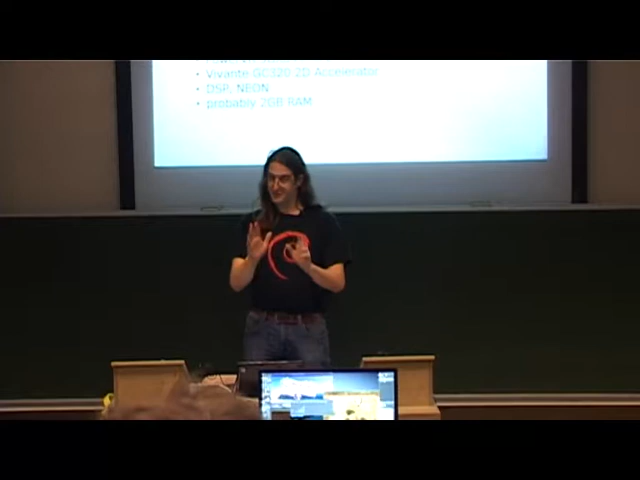 • Vivante GC320 2D Accelerator
• DSP, NEON
• probably 2GB RAM